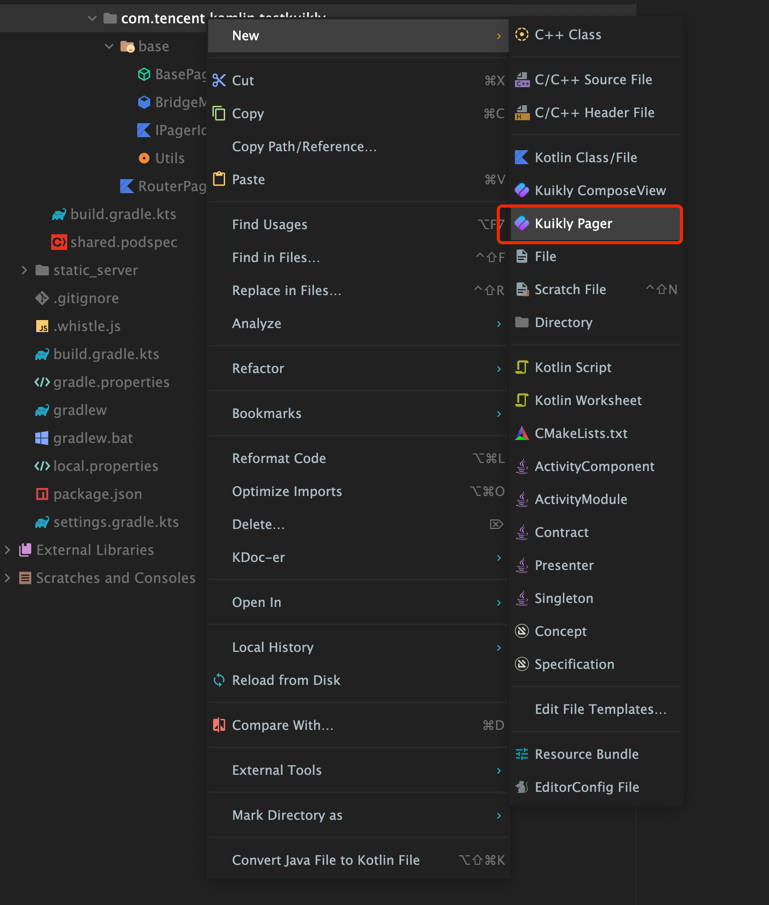 com.tencent.kamlin.testkuikly
base
BasePag
BridgeM
IPagerId
Utils
RouterPag
build.gradle.kts
shared.podspec
static_server
.gitignore
.whistle.js
build.gradle.kts
gradle.properties
gradlew
gradlew.bat
local.properties
package.json
settings.gradle.kts
External Libraries
Scratches and Consoles
New
Cut ⌘X
Copy ⌘C
Copy Path/Reference...
Paste ⌘V
Find Usages ⌥F7
Find in Files... ^⇧F
Replace in Files... ^⇧R
Analyze
Refactor
Bookmarks
Reformat Code ⌥⌘L
Optimize Imports ⌥⌘O
Delete... ⌦
KDoc-er
Open In
Local History
Reload from Disk
Compare With... ⌘D
External Tools
Mark Directory as
Convert Java File to Kotlin File ⌥⇧⌘K
C++ Class
C/C++ Source File
C/C++ Header File
Kotlin Class/File
Kuikly ComposeView
Kuikly Pager
File
Scratch File ^⇧N
Directory
Kotlin Script
Kotlin Worksheet
CMakeLists.txt
ActivityComponent
ActivityModule
Contract
Presenter
Singleton
Concept
Specification
Edit File Templates...
Resource Bundle
EditorConfig File